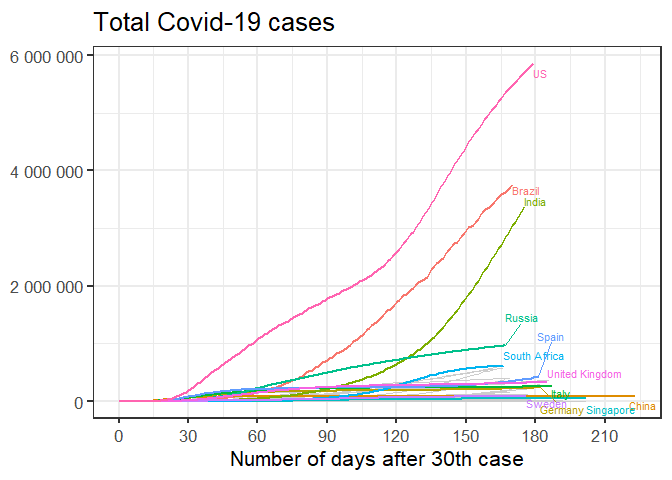 Total Covid-19 cases
6 000 000
US
4 000 000
Brazil
India
2 000 000
Russia
Spain
South Africa
United Kingdom
Italy
0
Sweden
China
Germany
Singapore
0 30 60 90 120 150 180 210
Number of days after 30th case